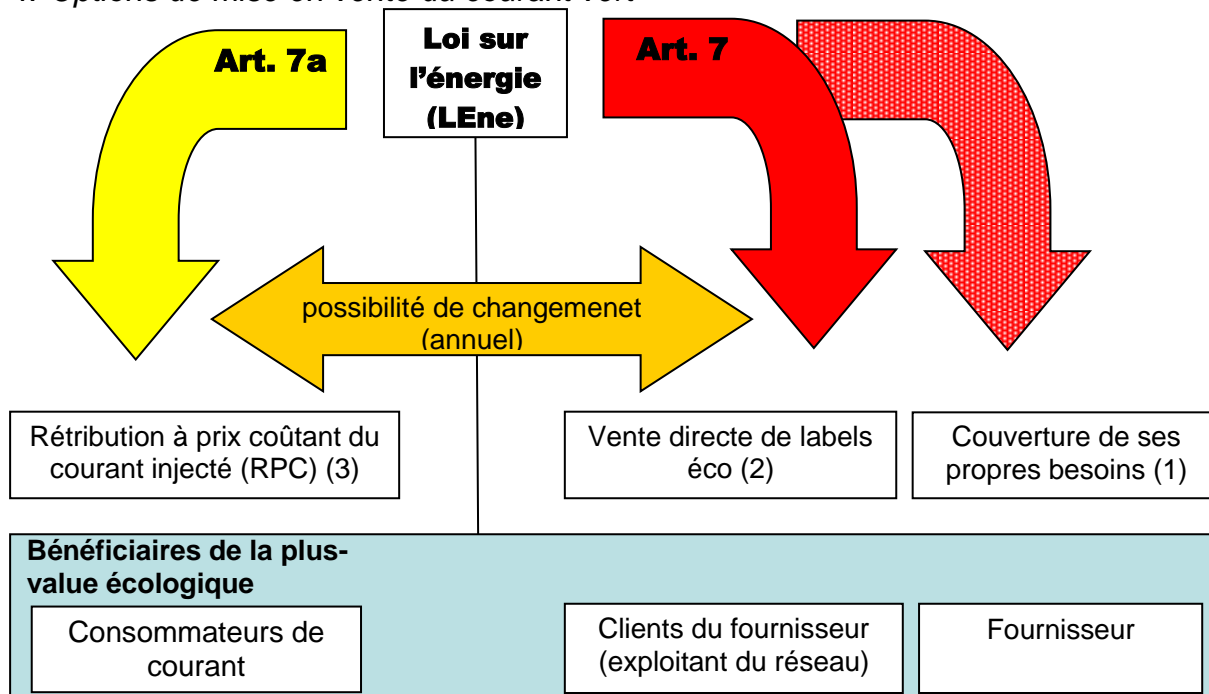 Art. 7a
Loi sur
l'énergie
(LEne)
Art. 7
possibilité de changemenet
(annuel)
Rétribution à prix coûtant du
courant injecté (RPC) (3)
Vente directe de labels
éco (2)
Couverture de ses
propres besoins (1)
Bénéficiaires de la plus-
value écologique
Consommateurs de
courant
Clients du fournisseur
(exploitant du réseau)
Fournisseur